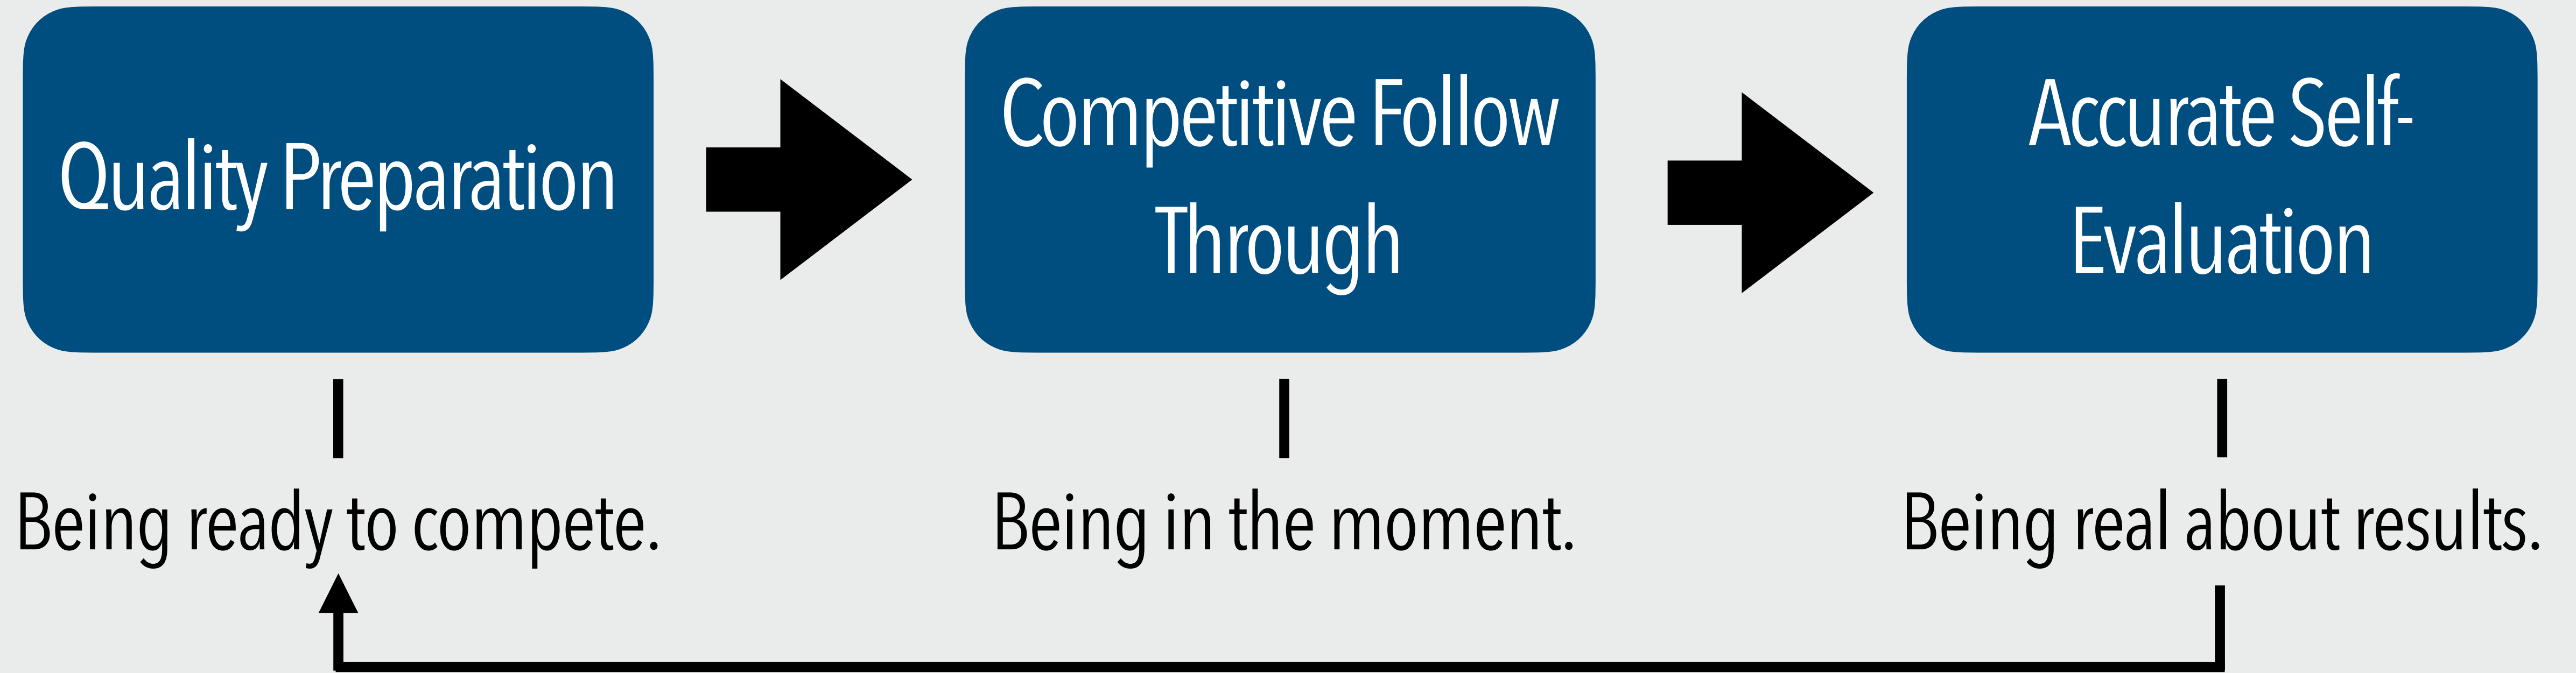 Quality Preparation
Competitive Follow
Through
Accurate Self-
Evaluation
Being ready to compete.
Being in the moment.
Being real about results.